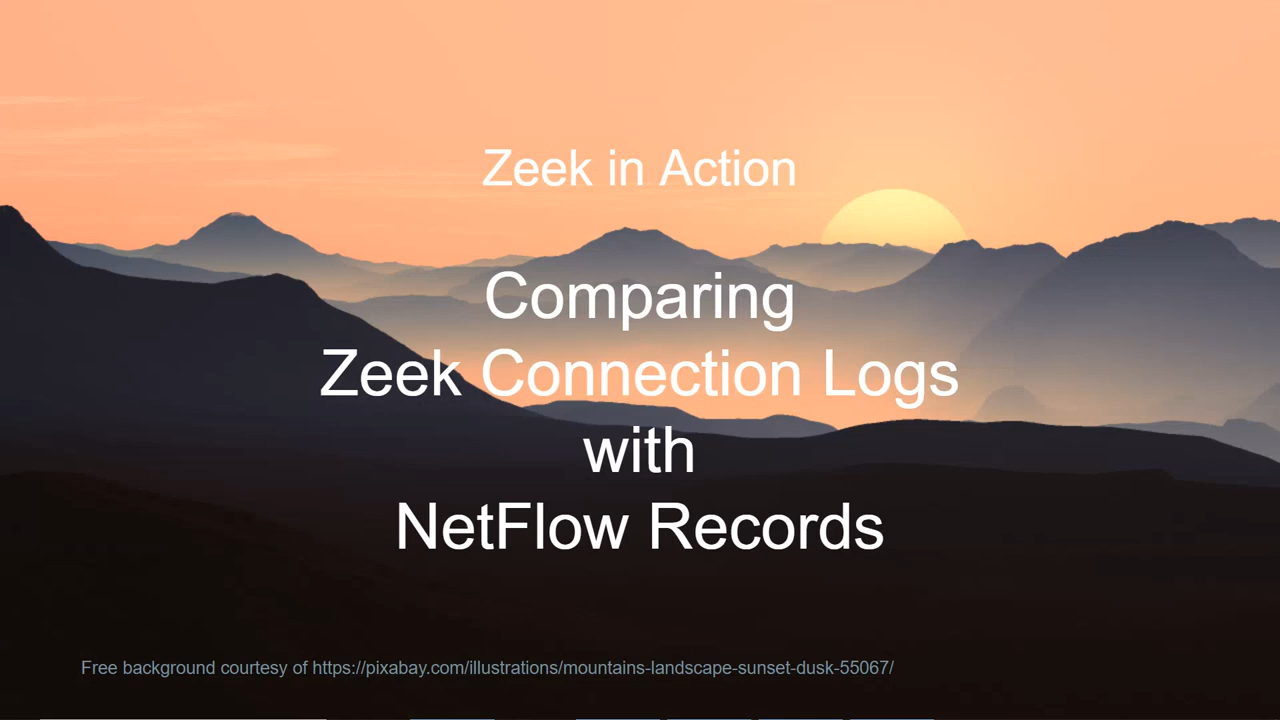 Zeek in Action
Comparing
Zeek Connection Logs
with
NetFlow Records
Free background courtesy of https://pixabay.com/illustrations/mountains-landscape-sunset-dusk-55067/